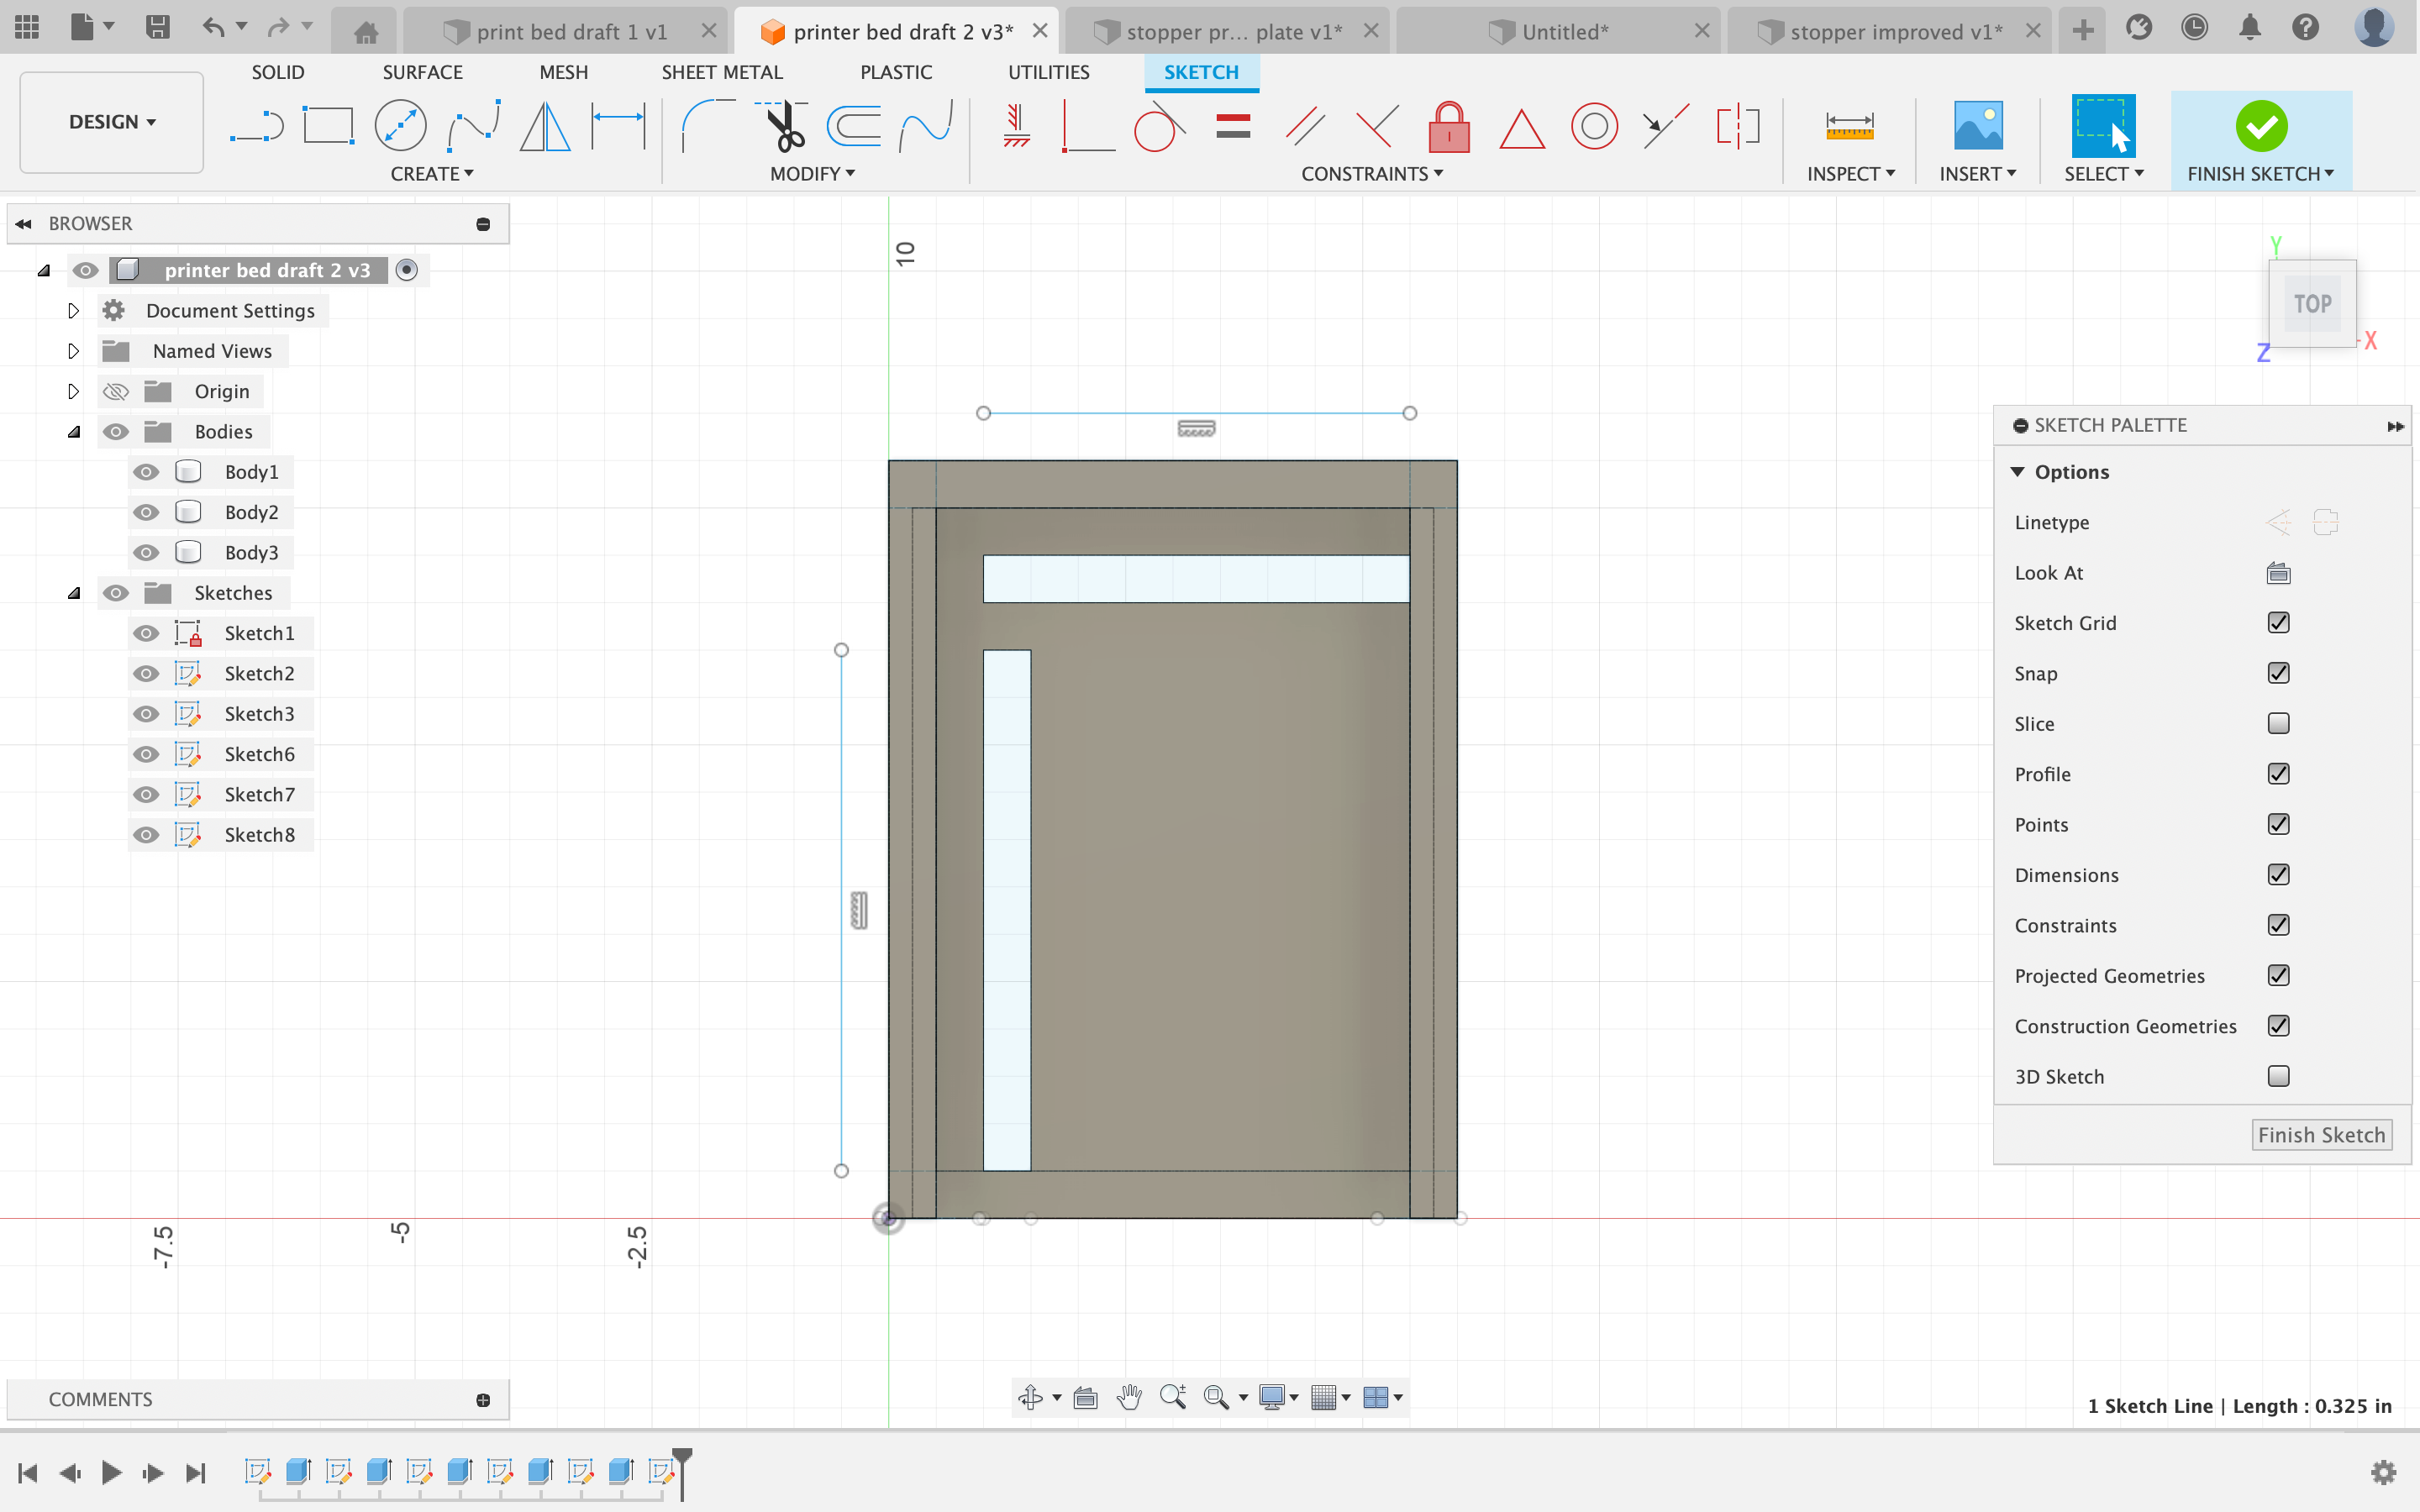 print bed draft 1 v1
printer bed draft 2 v3*
stopper pr... plate v1*
Untitled*
stopper improved v1*
DESIGN
SOLID
SURFACE
MESH
SHEET METAL
PLASTIC
UTILITIES
SKETCH
CREATE
MODIFY
CONSTRAINTS
INSPECT
INSERT
SELECT
FINISH SKETCH
BROWSER
printer bed draft 2 v3
Document Settings
Named Views
Origin
Bodies
Body1
Body2
Body3
Sketches
Sketch1
Sketch2
Sketch3
Sketch6
Sketch7
Sketch8
10
-7.5
-5
-2.5
Y
TOP
X
Z
SKETCH PALETTE
Options
Linetype
Look At
Sketch Grid
Snap
Slice
Profile
Points
Dimensions
Constraints
Projected Geometries
Construction Geometries
3D Sketch
Finish Sketch
COMMENTS
1 Sketch Line | Length : 0.325 in